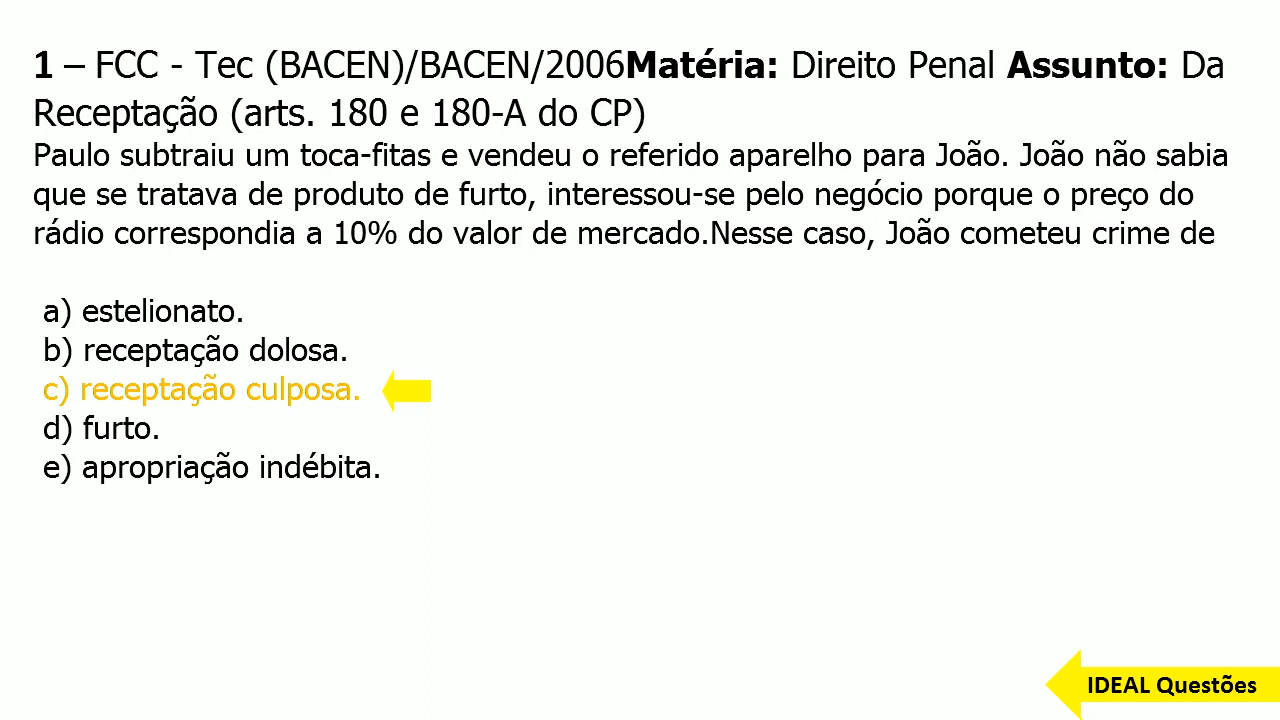 1 – FCC - Tec (BACEN)/BACEN/2006Matéria: Direito Penal Assunto: Da
Receptação (arts. 180 e 180-A do CP)
Paulo subtraiu um toca-fitas e vendeu o referido aparelho para João. João não sabia
que se tratava de produto de furto, interessou-se pelo negócio porque o preço do
rádio correspondia a 10% do valor de mercado.Nesse caso, João cometeu crime de
a) estelionato.
b) receptação dolosa.
c) receptação culposa.
d) furto.
e) apropriação indébita.
IDEAL Questões